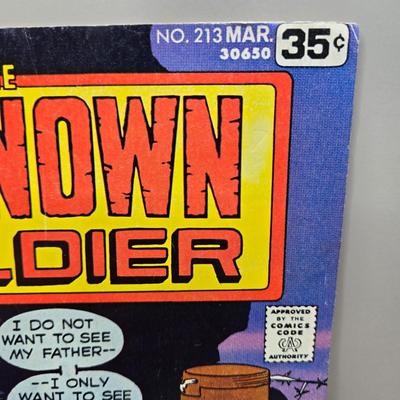 NO. 213 MAR.
30650
35¢
HE
NOWN
LDIER
APPROVED
BY THE
COMICS
CODE
CA
AUTHORITY
I DO NOT
WANT TO SEE
MY FATHER--
--I ONLY
WANT TO SEE